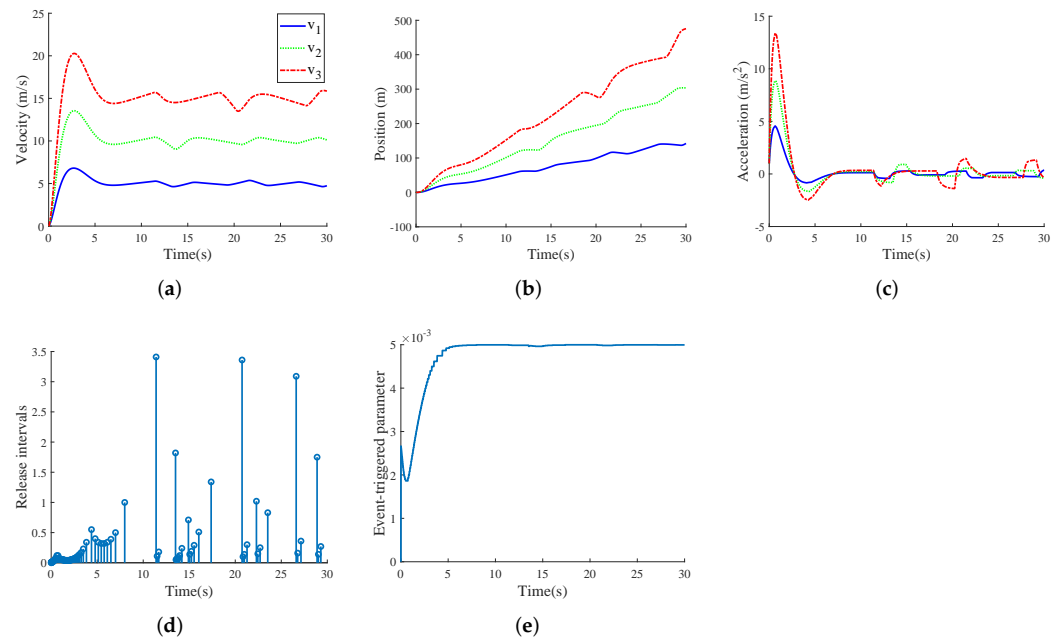 25
20
15
10
5
0
Velocity (m/s)
0 5 10 15 20 25 30
Time(s)
v1
v2
v3
(a)
500
400
300
200
100
0
-100
Position (m)
0 5 10 15 20 25 30
Time(s)
(b)
15
10
5
0
-5
Acceleration (m/s²)
0 5 10 15 20 25 30
Time(s)
(c)
3.5
3
2.5
2
1.5
1
0.5
0
Release intervals
0 5 10 15 20 25 30
Time(s)
(d)
×10⁻³
5
4
3
2
1
0
Event-triggered parameter
0 5 10 15 20 25 30
Time(s)
(e)